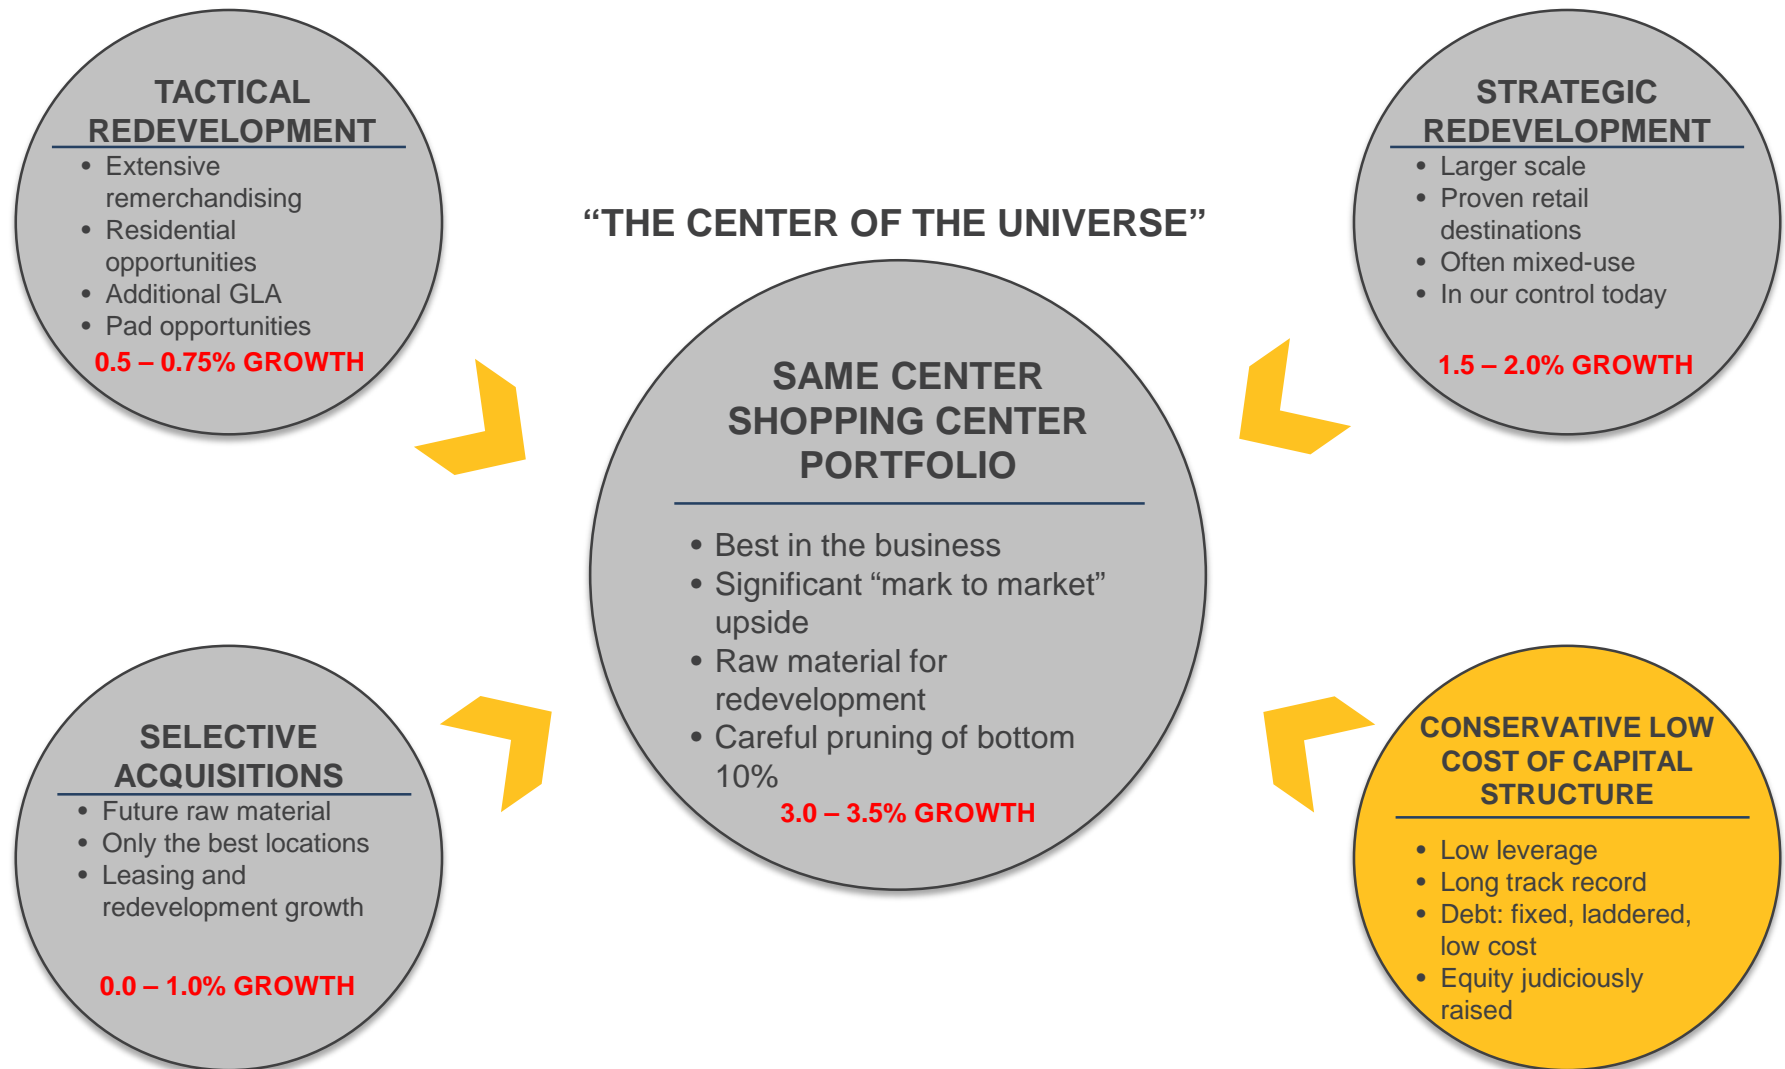 TACTICAL
REDEVELOPMENT
• Extensive
remerchandising
• Residential
opportunities
• Additional GLA
• Pad opportunities
0.5 – 0.75% GROWTH
STRATEGIC
REDEVELOPMENT
• Larger scale
• Proven retail
destinations
• Often mixed-use
• In our control today
1.5 – 2.0% GROWTH
“THE CENTER OF THE UNIVERSE”
SAME CENTER
SHOPPING CENTER
PORTFOLIO
• Best in the business
• Significant “mark to market”
upside
• Raw material for
redevelopment
• Careful pruning of bottom
10%
3.0 – 3.5% GROWTH
SELECTIVE
ACQUISITIONS
• Future raw material
• Only the best locations
• Leasing and
redevelopment growth
0.0 – 1.0% GROWTH
CONSERVATIVE LOW
COST OF CAPITAL
STRUCTURE
• Low leverage
• Long track record
• Debt: fixed, laddered,
low cost
• Equity judiciously
raised